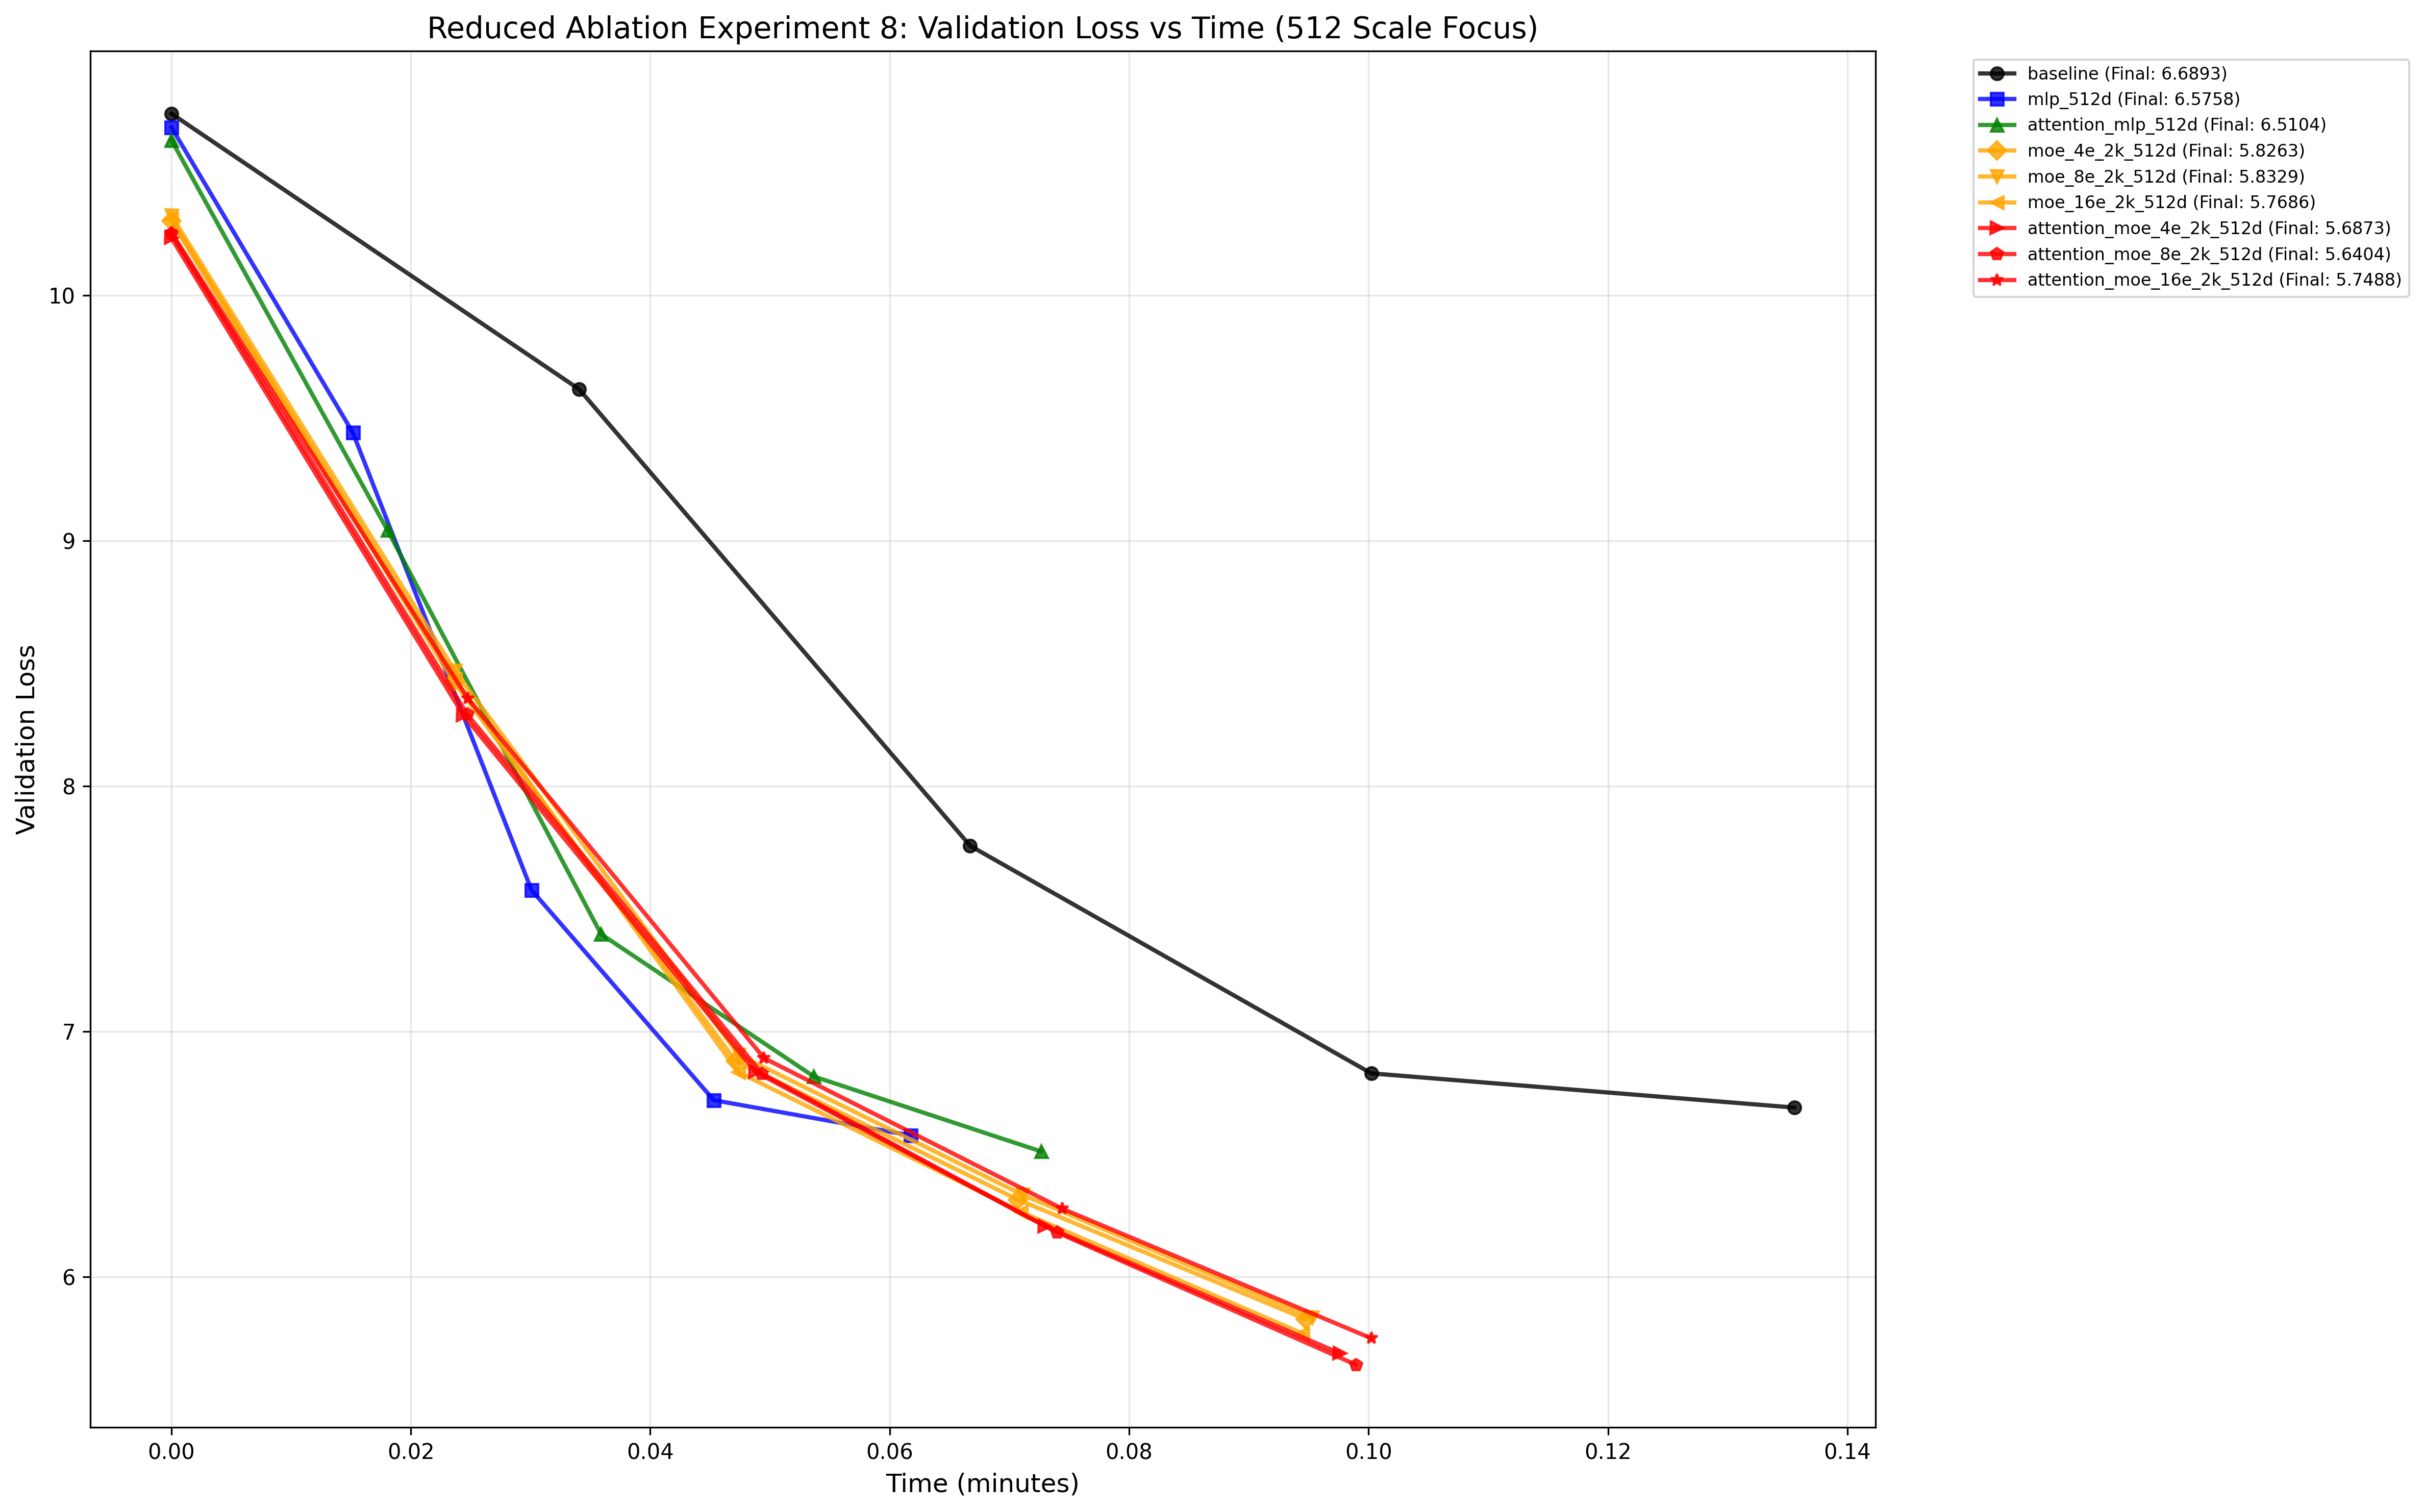 Reduced Ablation Experiment 8: Validation Loss vs Time (512 Scale Focus)
baseline (Final: 6.6893)
mlp_512d (Final: 6.5758)
attention_mlp_512d (Final: 6.5104)
moe_4e_2k_512d (Final: 5.8263)
moe_8e_2k_512d (Final: 5.8329)
moe_16e_2k_512d (Final: 5.7686)
attention_moe_4e_2k_512d (Final: 5.6873)
attention_moe_8e_2k_512d (Final: 5.6404)
attention_moe_16e_2k_512d (Final: 5.7488)
Validation Loss
10
9
8
7
6
0.00 0.02 0.04 0.06 0.08 0.10 0.12 0.14
Time (minutes)